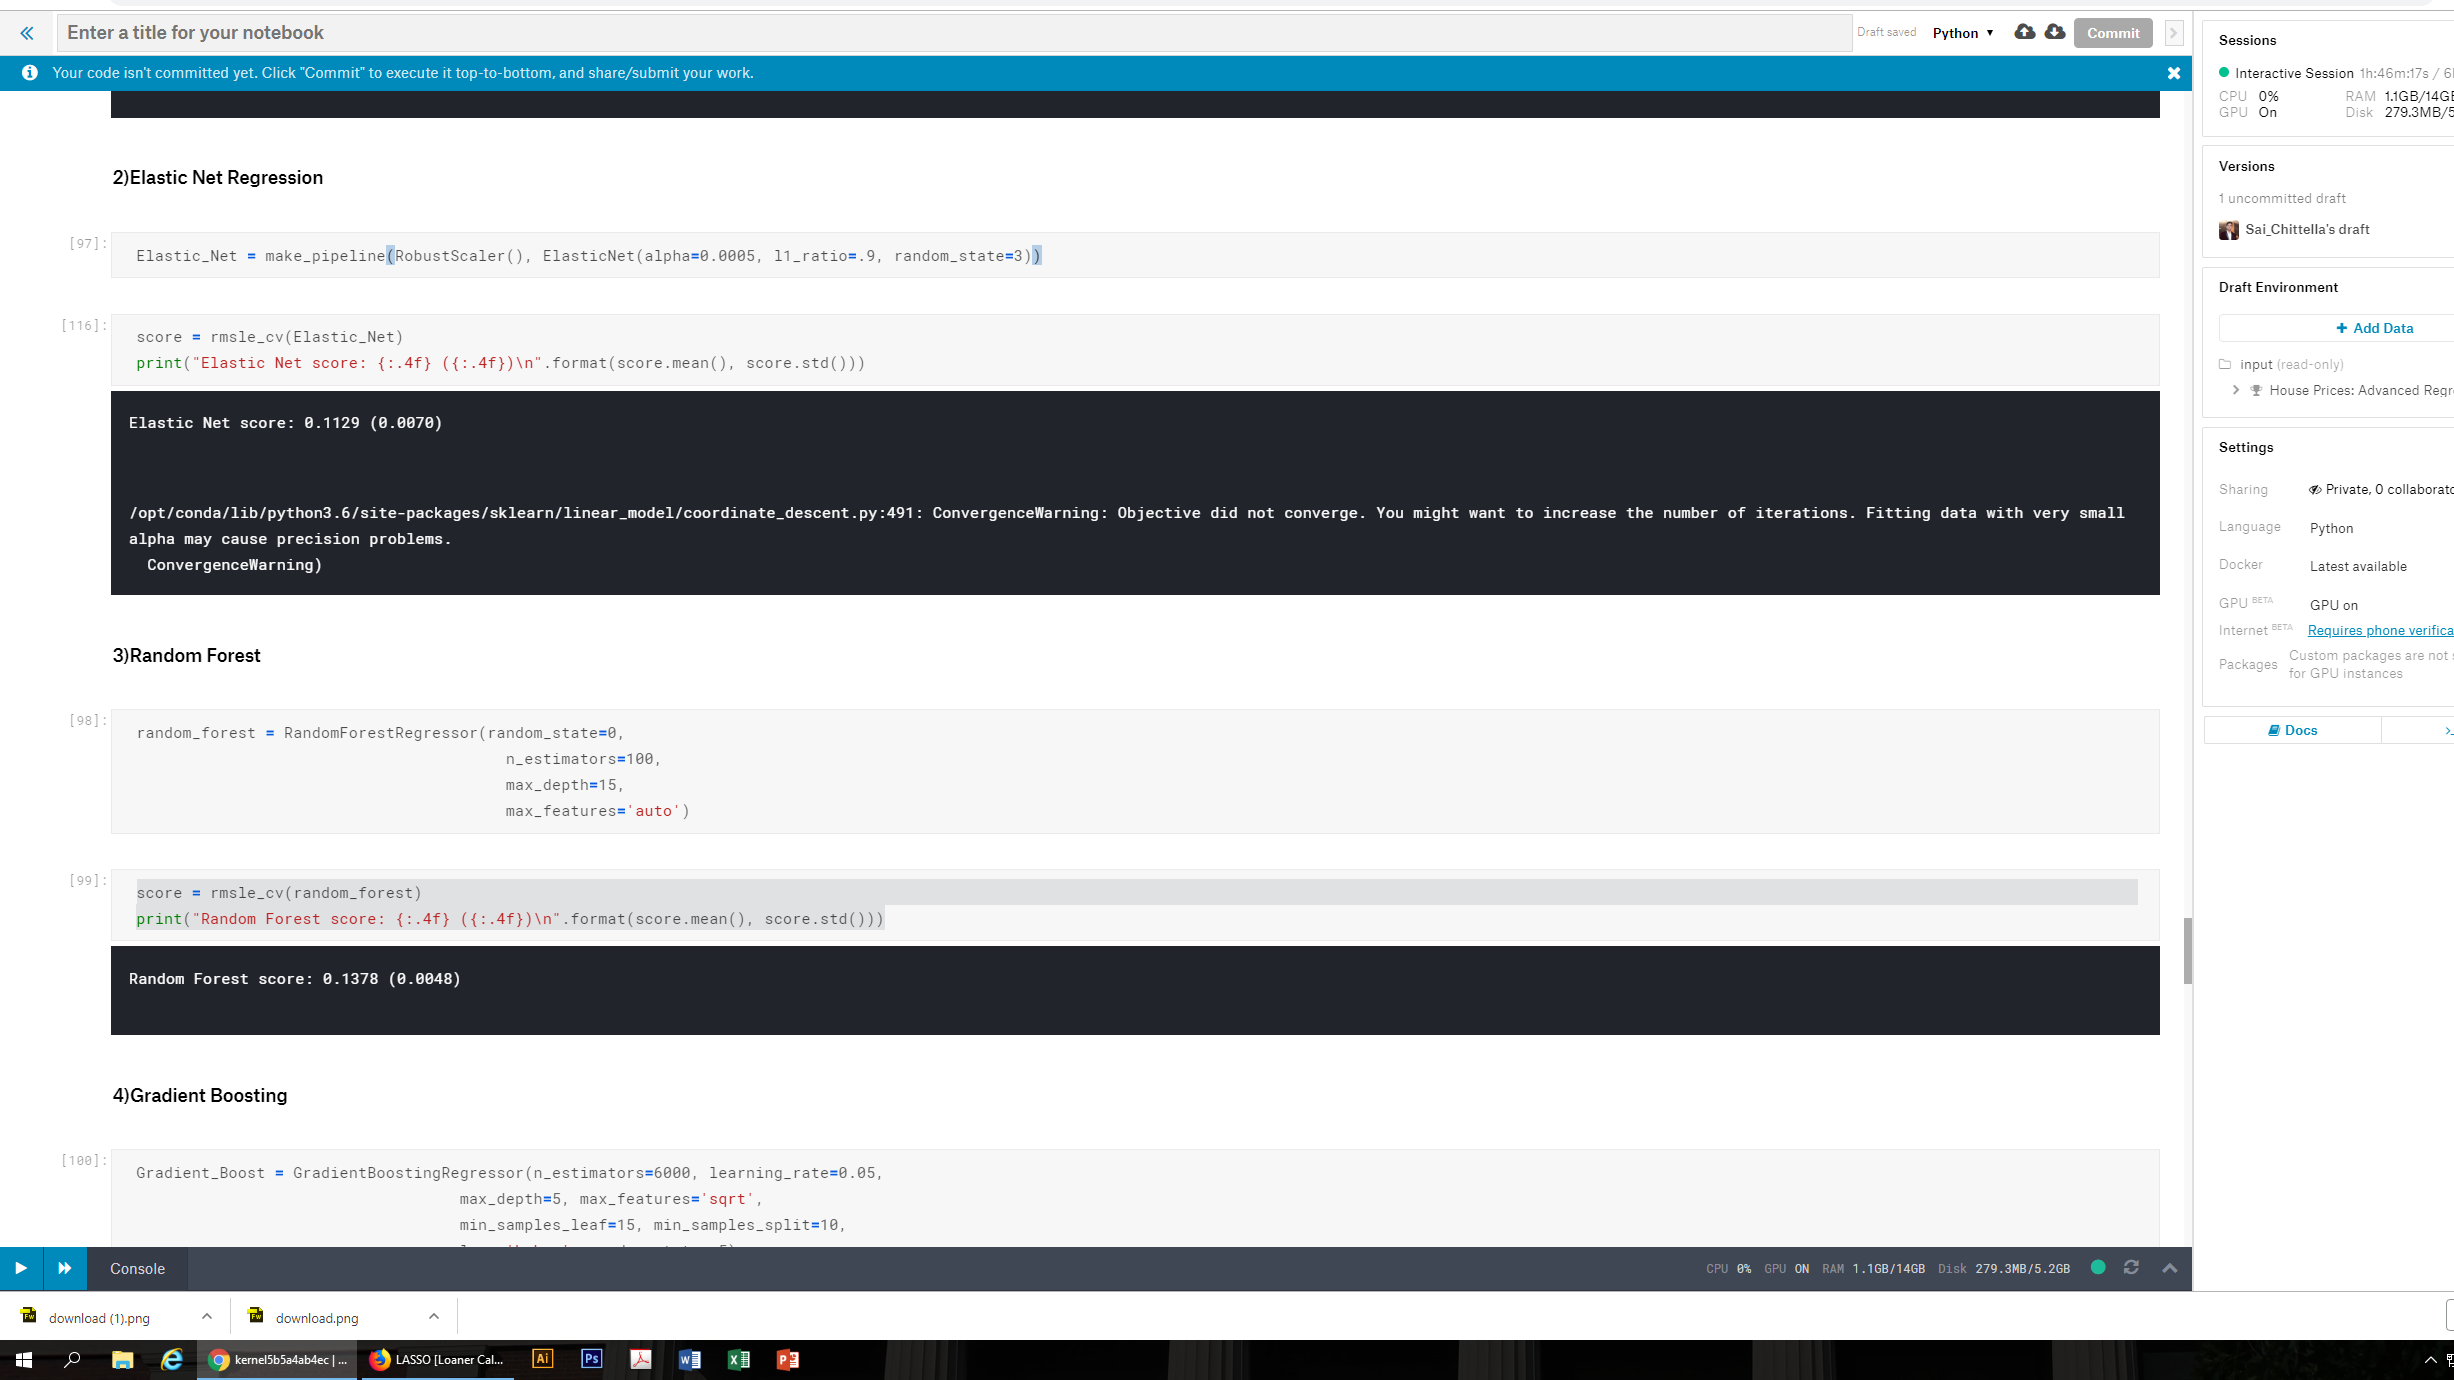 Enter a title for your notebook
Draft saved
Python
Commit
Your code isn't committed yet. Click "Commit" to execute it top-to-bottom, and share/submit your work.
2)Elastic Net Regression
[97]:
Elastic_Net = make_pipeline(RobustScaler(), ElasticNet(alpha=0.0005, l1_ratio=.9, random_state=3))
[116]:
score = rmsle_cv(Elastic_Net)
print("Elastic Net score: {:.4f} ({:.4f})\n".format(score.mean(), score.std()))
Elastic Net score: 0.1129 (0.0070)
/opt/conda/lib/python3.6/site-packages/sklearn/linear_model/coordinate_descent.py:491: ConvergenceWarning: Objective did not converge. You might want to increase the number of iterations. Fitting data with very small
alpha may cause precision problems.
ConvergenceWarning)
3)Random Forest
[98]:
random_forest = RandomForestRegressor(random_state=0,
n_estimators=100,
max_depth=15,
max_features='auto')
[99]:
score = rmsle_cv(random_forest)
print("Random Forest score: {:.4f} ({:.4f})\n".format(score.mean(), score.std()))
Random Forest score: 0.1378 (0.0048)
4)Gradient Boosting
[100]:
Gradient_Boost = GradientBoostingRegressor(n_estimators=6000, learning_rate=0.05,
max_depth=5, max_features='sqrt',
min_samples_leaf=15, min_samples_split=10,
Console
CPU 0% GPU ON RAM 1.1GB/14GB Disk 279.3MB/5.2GB
Sessions
Interactive Session 1h:46m:17s /
CPU 0% RAM 1.1GB/14GB
GPU On Disk 279.3MB/5
Versions
1 uncommitted draft
Sai_Chittella's draft
Draft Environment
+ Add Data
input (read-only)
House Prices: Advanced Regr
Settings
Sharing Private, 0 collaborato
Language Python
Docker Latest available
GPU BETA GPU on
Internet BETA Requires phone verifica
Packages Custom packages are not
for GPU instances
Docs
download (1).png
download.png
kernel5b5a4ab4ec | ...
LASSO [Loaner Cal...
Ai
Ps